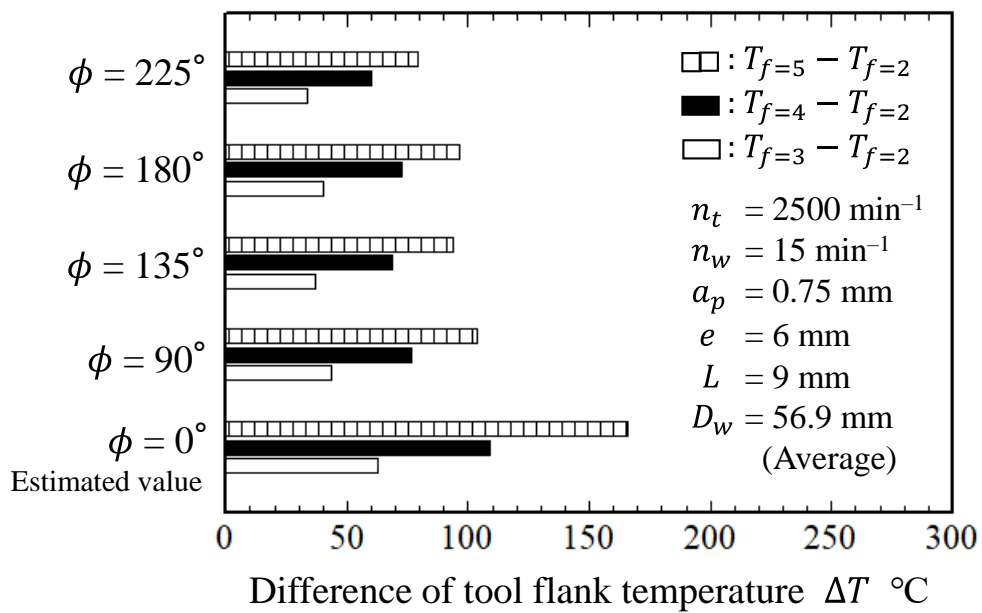 ϕ = 225°
ϕ = 180°
ϕ = 135°
ϕ = 90°
ϕ = 0°
Estimated value
: T_{f=5} − T_{f=2}
: T_{f=4} − T_{f=2}
: T_{f=3} − T_{f=2}
n_t = 2500 min⁻¹
n_w = 15 min⁻¹
a_p = 0.75 mm
e = 6 mm
L = 9 mm
D_w = 56.9 mm
(Average)
0 50 100 150 200 250 300
Difference of tool flank temperature ΔT °C